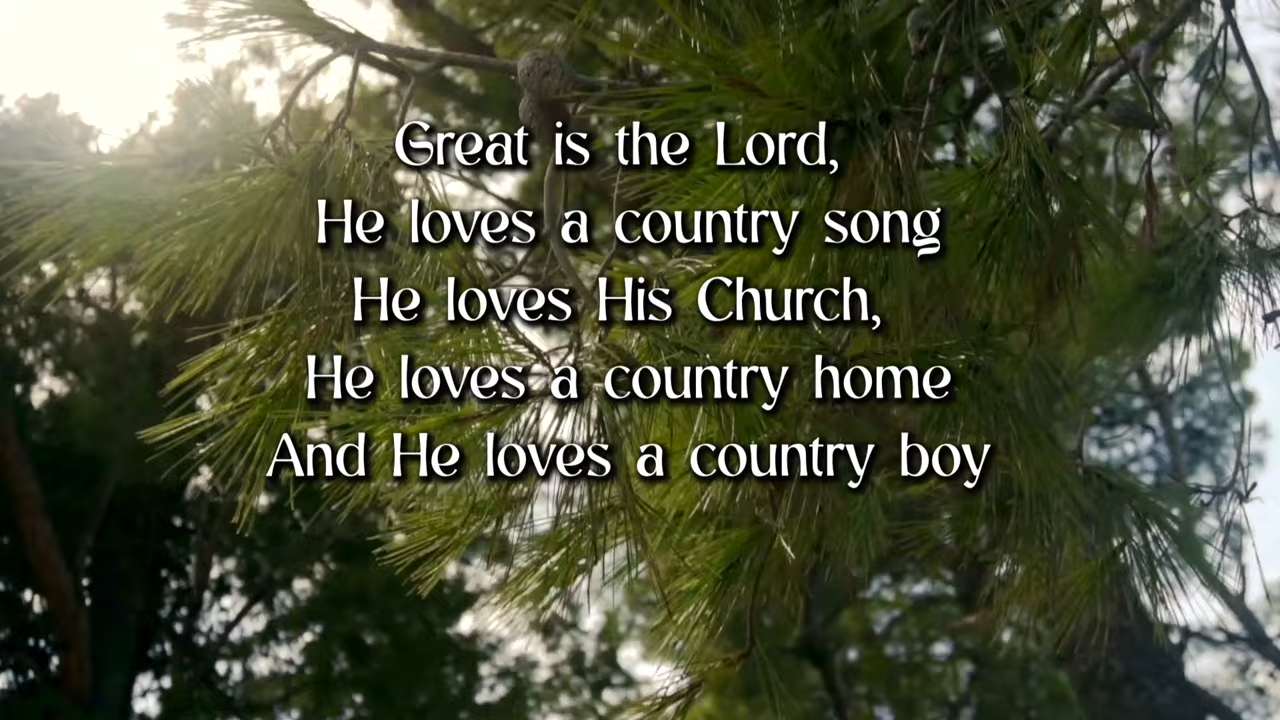 Great is the Lord,
He loves a country song
He loves His Church,
He loves a country home
And He loves a country boy